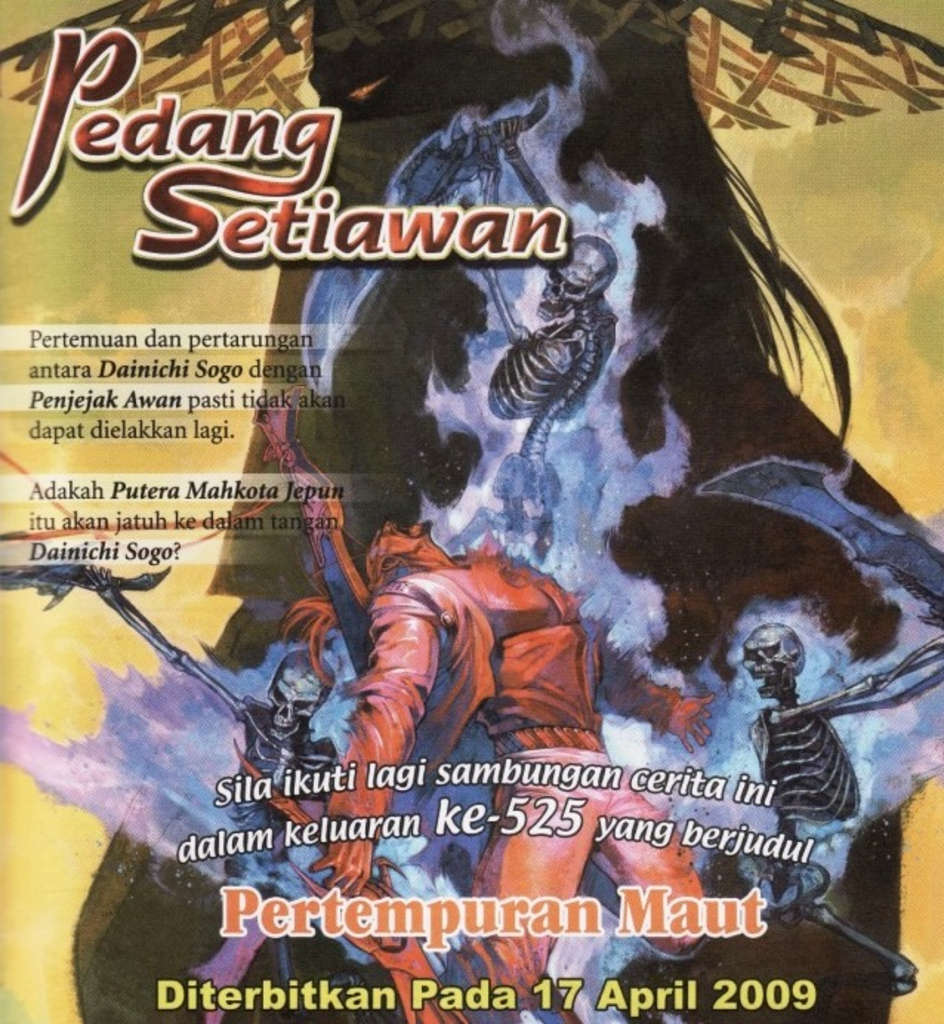 Pedang
Setiawan
Pertemuan dan pertarungan
antara Dainichi Sogo dengan
Penjejak Awan pasti tidak akan
dapat dielakkan lagi.
Adakah Putera Mahkota Jepun
itu akan jatuh ke dalam tangan
Dainichi Sogo?
Sila ikuti lagi sambungan cerita ini
dalam keluaran ke-525 yang berjudul
Pertempuran Maut
Diterbitkan Pada 17 April 2009